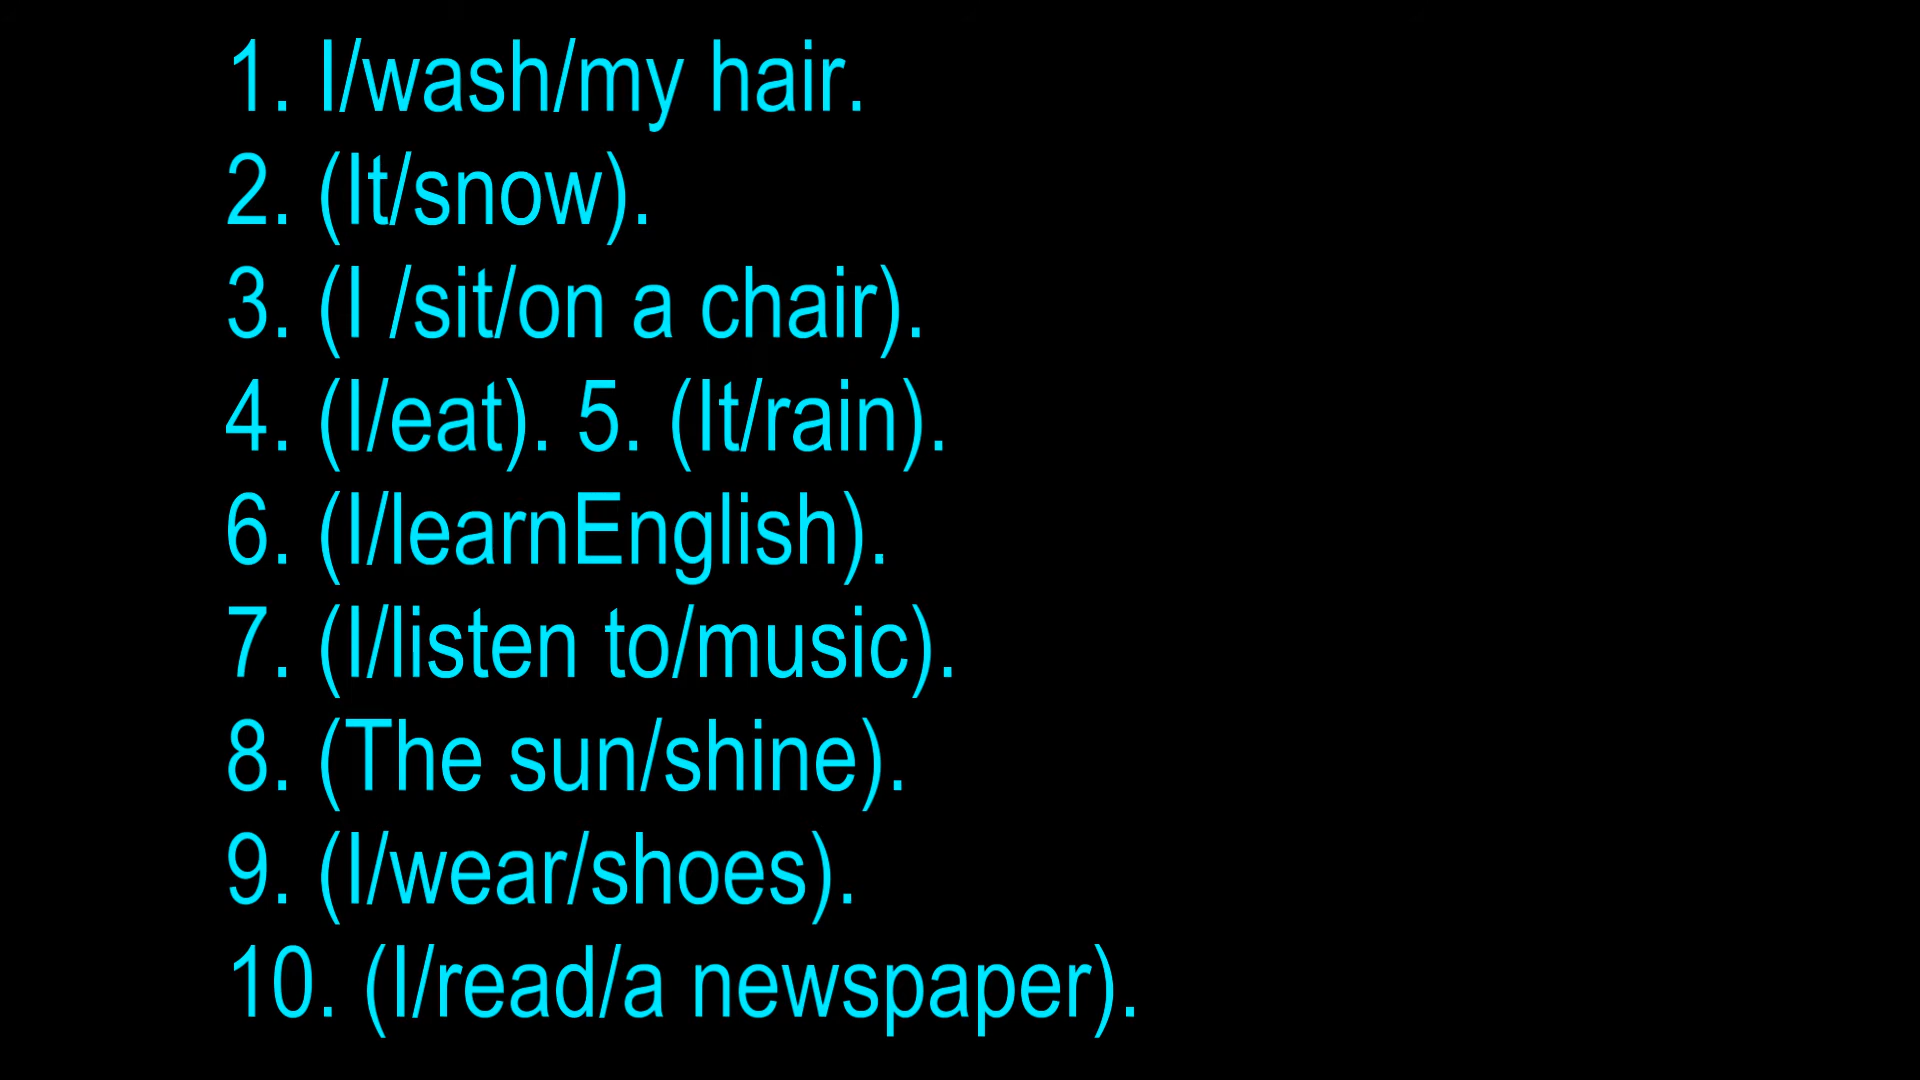 1. I/wash/my hair.
2. (It/snow).
3. (I /sit/on a chair).
4. (I/eat). 5. (It/rain).
6. (I/learnEnglish).
7. (I/listen to/music).
8. (The sun/shine).
9. (I/wear/shoes).
10. (I/read/a newspaper).